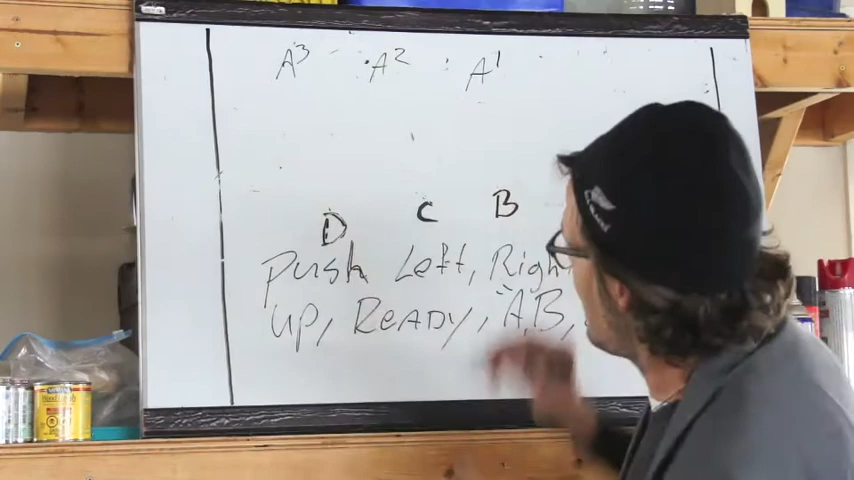 A³ A² A¹
D C B
Push Left, Righ
up, READY, "A, B,